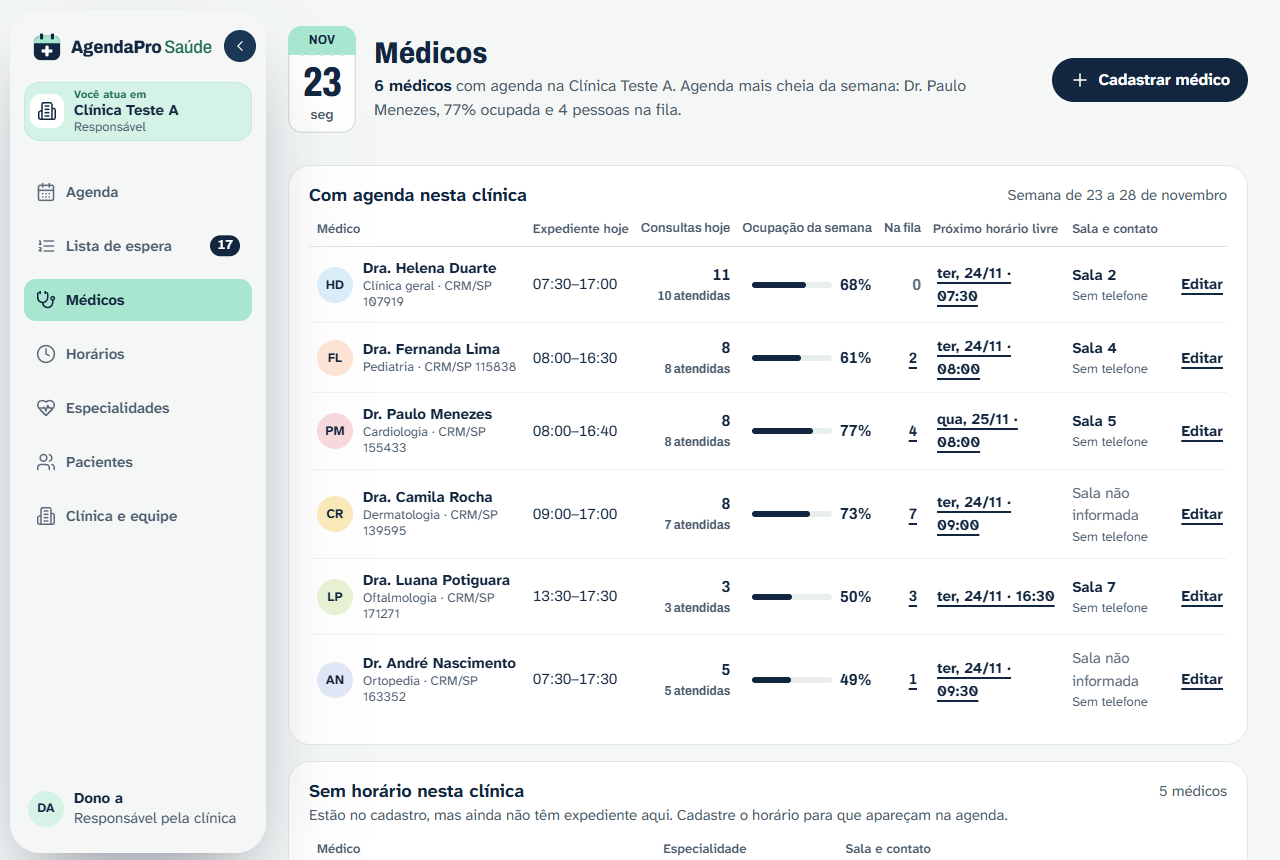 AgendaPro Saúde
Você atua em
Clínica Teste A
Responsável
Agenda
Lista de espera 17
Médicos
Horários
Especialidades
Pacientes
Clínica e equipe
DA
Dono a
Responsável pela clínica
NOV
23
seg
Médicos
6 médicos com agenda na Clínica Teste A. Agenda mais cheia da semana: Dr. Paulo
Menezes, 77% ocupada e 4 pessoas na fila.
Cadastrar médico
Com agenda nesta clínica
Semana de 23 a 28 de novembro
Médico Expediente hoje Consultas hoje Ocupação da semana Na fila Próximo horário livre Sala e contato
HD
Dra. Helena Duarte
Clínica geral · CRM/SP
107919
07:30–17:00
11
10 atendidas
68%
0
ter, 24/11 ·
07:30
Sala 2
Sem telefone
Editar
FL
Dra. Fernanda Lima
Pediatria · CRM/SP 115838
08:00–16:30
8
8 atendidas
61%
2
ter, 24/11 ·
08:00
Sala 4
Sem telefone
Editar
PM
Dr. Paulo Menezes
Cardiologia · CRM/SP
155433
08:00–16:40
8
8 atendidas
77%
4
qua, 25/11 ·
08:00
Sala 5
Sem telefone
Editar
CR
Dra. Camila Rocha
Dermatologia · CRM/SP
139595
09:00–17:00
8
7 atendidas
73%
7
ter, 24/11 ·
09:00
Sala não
informada
Sem telefone
Editar
LP
Dra. Luana Potiguara
Oftalmologia · CRM/SP
171271
13:30–17:30
3
3 atendidas
50%
3
ter, 24/11 · 16:30
Sala 7
Sem telefone
Editar
AN
Dr. André Nascimento
Ortopedia · CRM/SP
163352
07:30–17:30
5
5 atendidas
49%
1
ter, 24/11 ·
09:30
Sala não
informada
Sem telefone
Editar
Sem horário nesta clínica
5 médicos
Estão no cadastro, mas ainda não têm expediente aqui. Cadastre o horário para que apareçam na agenda.
Médico Especialidade Sala e contato